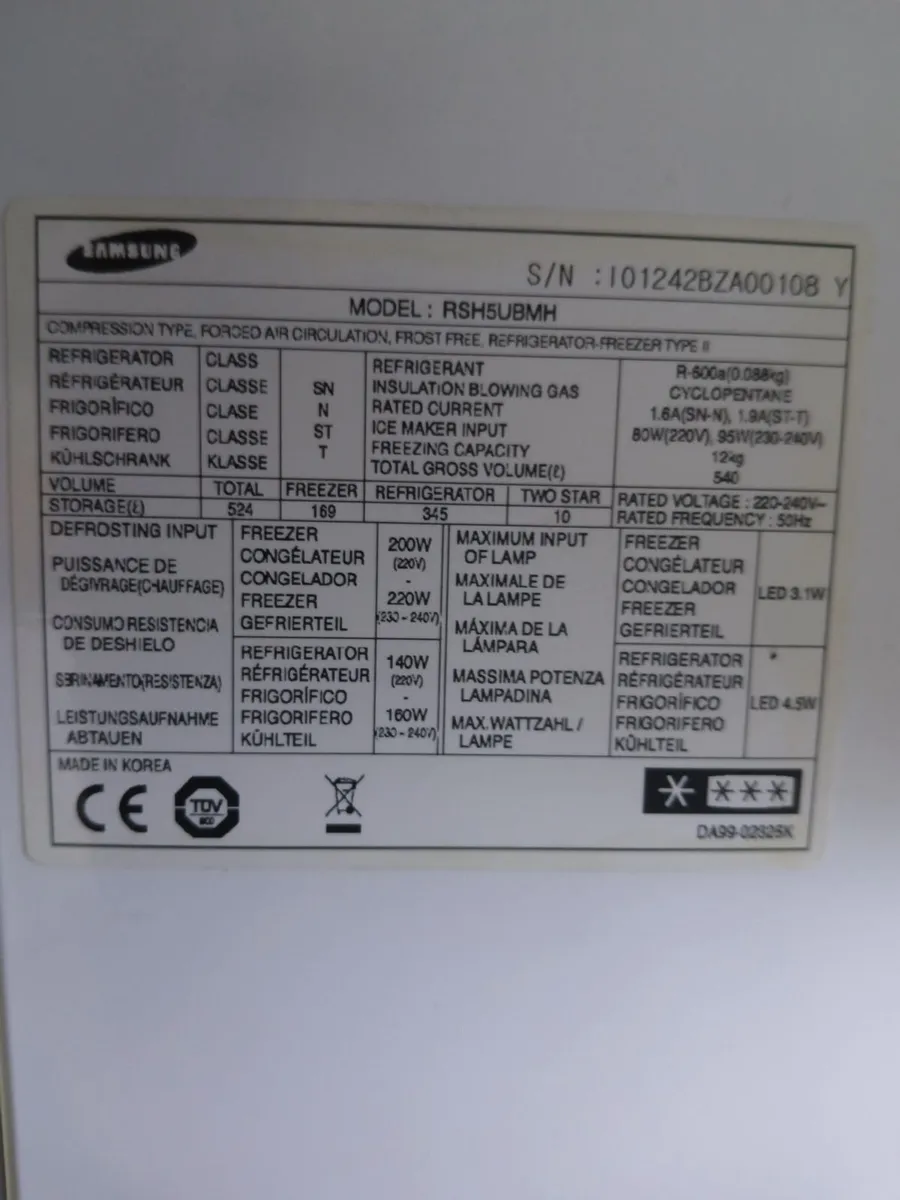 SAMSUNG
S/N :I01242BZA00108 Y
MODEL : RSH5UBMH
COMPRESSION TYPE, FORCED AIR CIRCULATION, FROST FREE, REFRIGERATOR-FREEZER TYPE II
REFRIGERATOR CLASS
RÉFRIGÉRATEUR CLASSE SN
FRIGORÍFICO CLASE N
FRIGORIFERO CLASSE ST
KÜHLSCHRANK KLASSE T
REFRIGERANT R-600a(0.088kg)
INSULATION BLOWING GAS CYCLOPENTANE
RATED CURRENT 1.6A(SN-N), 1.9A(ST-T)
ICE MAKER INPUT 80W(220V), 95W(230-240V)
FREEZING CAPACITY 12kg
TOTAL GROSS VOLUME(ℓ) 540
VOLUME TOTAL FREEZER REFRIGERATOR TWO STAR RATED VOLTAGE : 220-240V~
STORAGE(ℓ) 524 169 345 10 RATED FREQUENCY : 50Hz
DEFROSTING INPUT
PUISSANCE DE
DÉGIVRAGE(CHAUFFAGE)
CONSUMO RESISTENCIA
DE DESHIELO
LEISTUNGSAUFNAHME
ABTAUEN
FREEZER
CONGÉLATEUR
CONGELADOR
FREEZER
GEFRIERTEIL
200W
(220V)
-
220W
(230~240V)
REFRIGERATOR
RÉFRIGÉRATEUR
FRIGORÍFICO
FRIGORIFERO
KÜHLTEIL
140W
(220V)
-
160W
(230~240V)
MAXIMUM INPUT
OF LAMP
MAXIMALE DE
LA LAMPE
MÁXIMA DE LA
LÁMPARA
MASSIMA POTENZA
LAMPADINA
MAX.WATTZAHL /
LAMPE
FREEZER
CONGÉLATEUR
CONGELADOR
FREEZER
GEFRIERTEIL
LED 3.1W
REFRIGERATOR
RÉFRIGÉRATEUR
FRIGORÍFICO
FRIGORIFERO
KÜHLTEIL
LED 4.5W
MADE IN KOREA
CE
TÜV
DA99-02325K